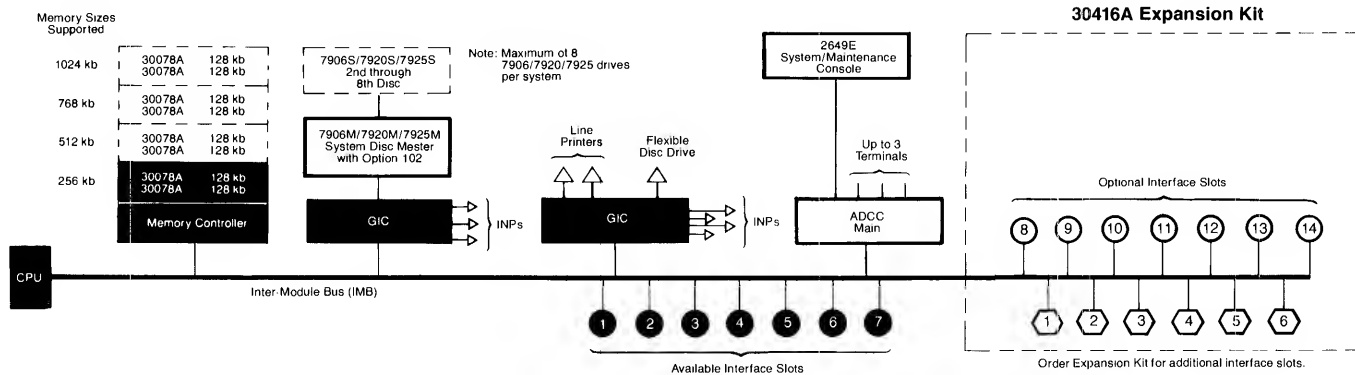 30416A Expansion Kit
Memory Sizes
Supported
1024 kb
30078A 128 kb
30078A 128 kb
768 kb
30078A 128 kb
30078A 128 kb
512 kb
30078A 128 kb
30078A 128 kb
256 kb
30078A 128 kb
30078A 128 kb
Memory Controller
7906S/7920S/7925S
2nd through
8th Disc
Note: Maximum of 8
7906/7920/7925 drives
per system
7906M/7920M/7925M
System Disc Mester
with Option 102
GIC
INPs
Line
Printers
Flexible
Disc Drive
GIC
INPs
2649E
System/Maintenance
Console
Up to 3
Terminals
ADCC
Main
Optional Interface Slots
8 9 10 11 12 13 14
CPU
Inter-Module Bus (IMB)
1 2 3 4 5 6 7
Available Interface Slots
1 2 3 4 5 6
Order Expansion Kit for additional interface slots.